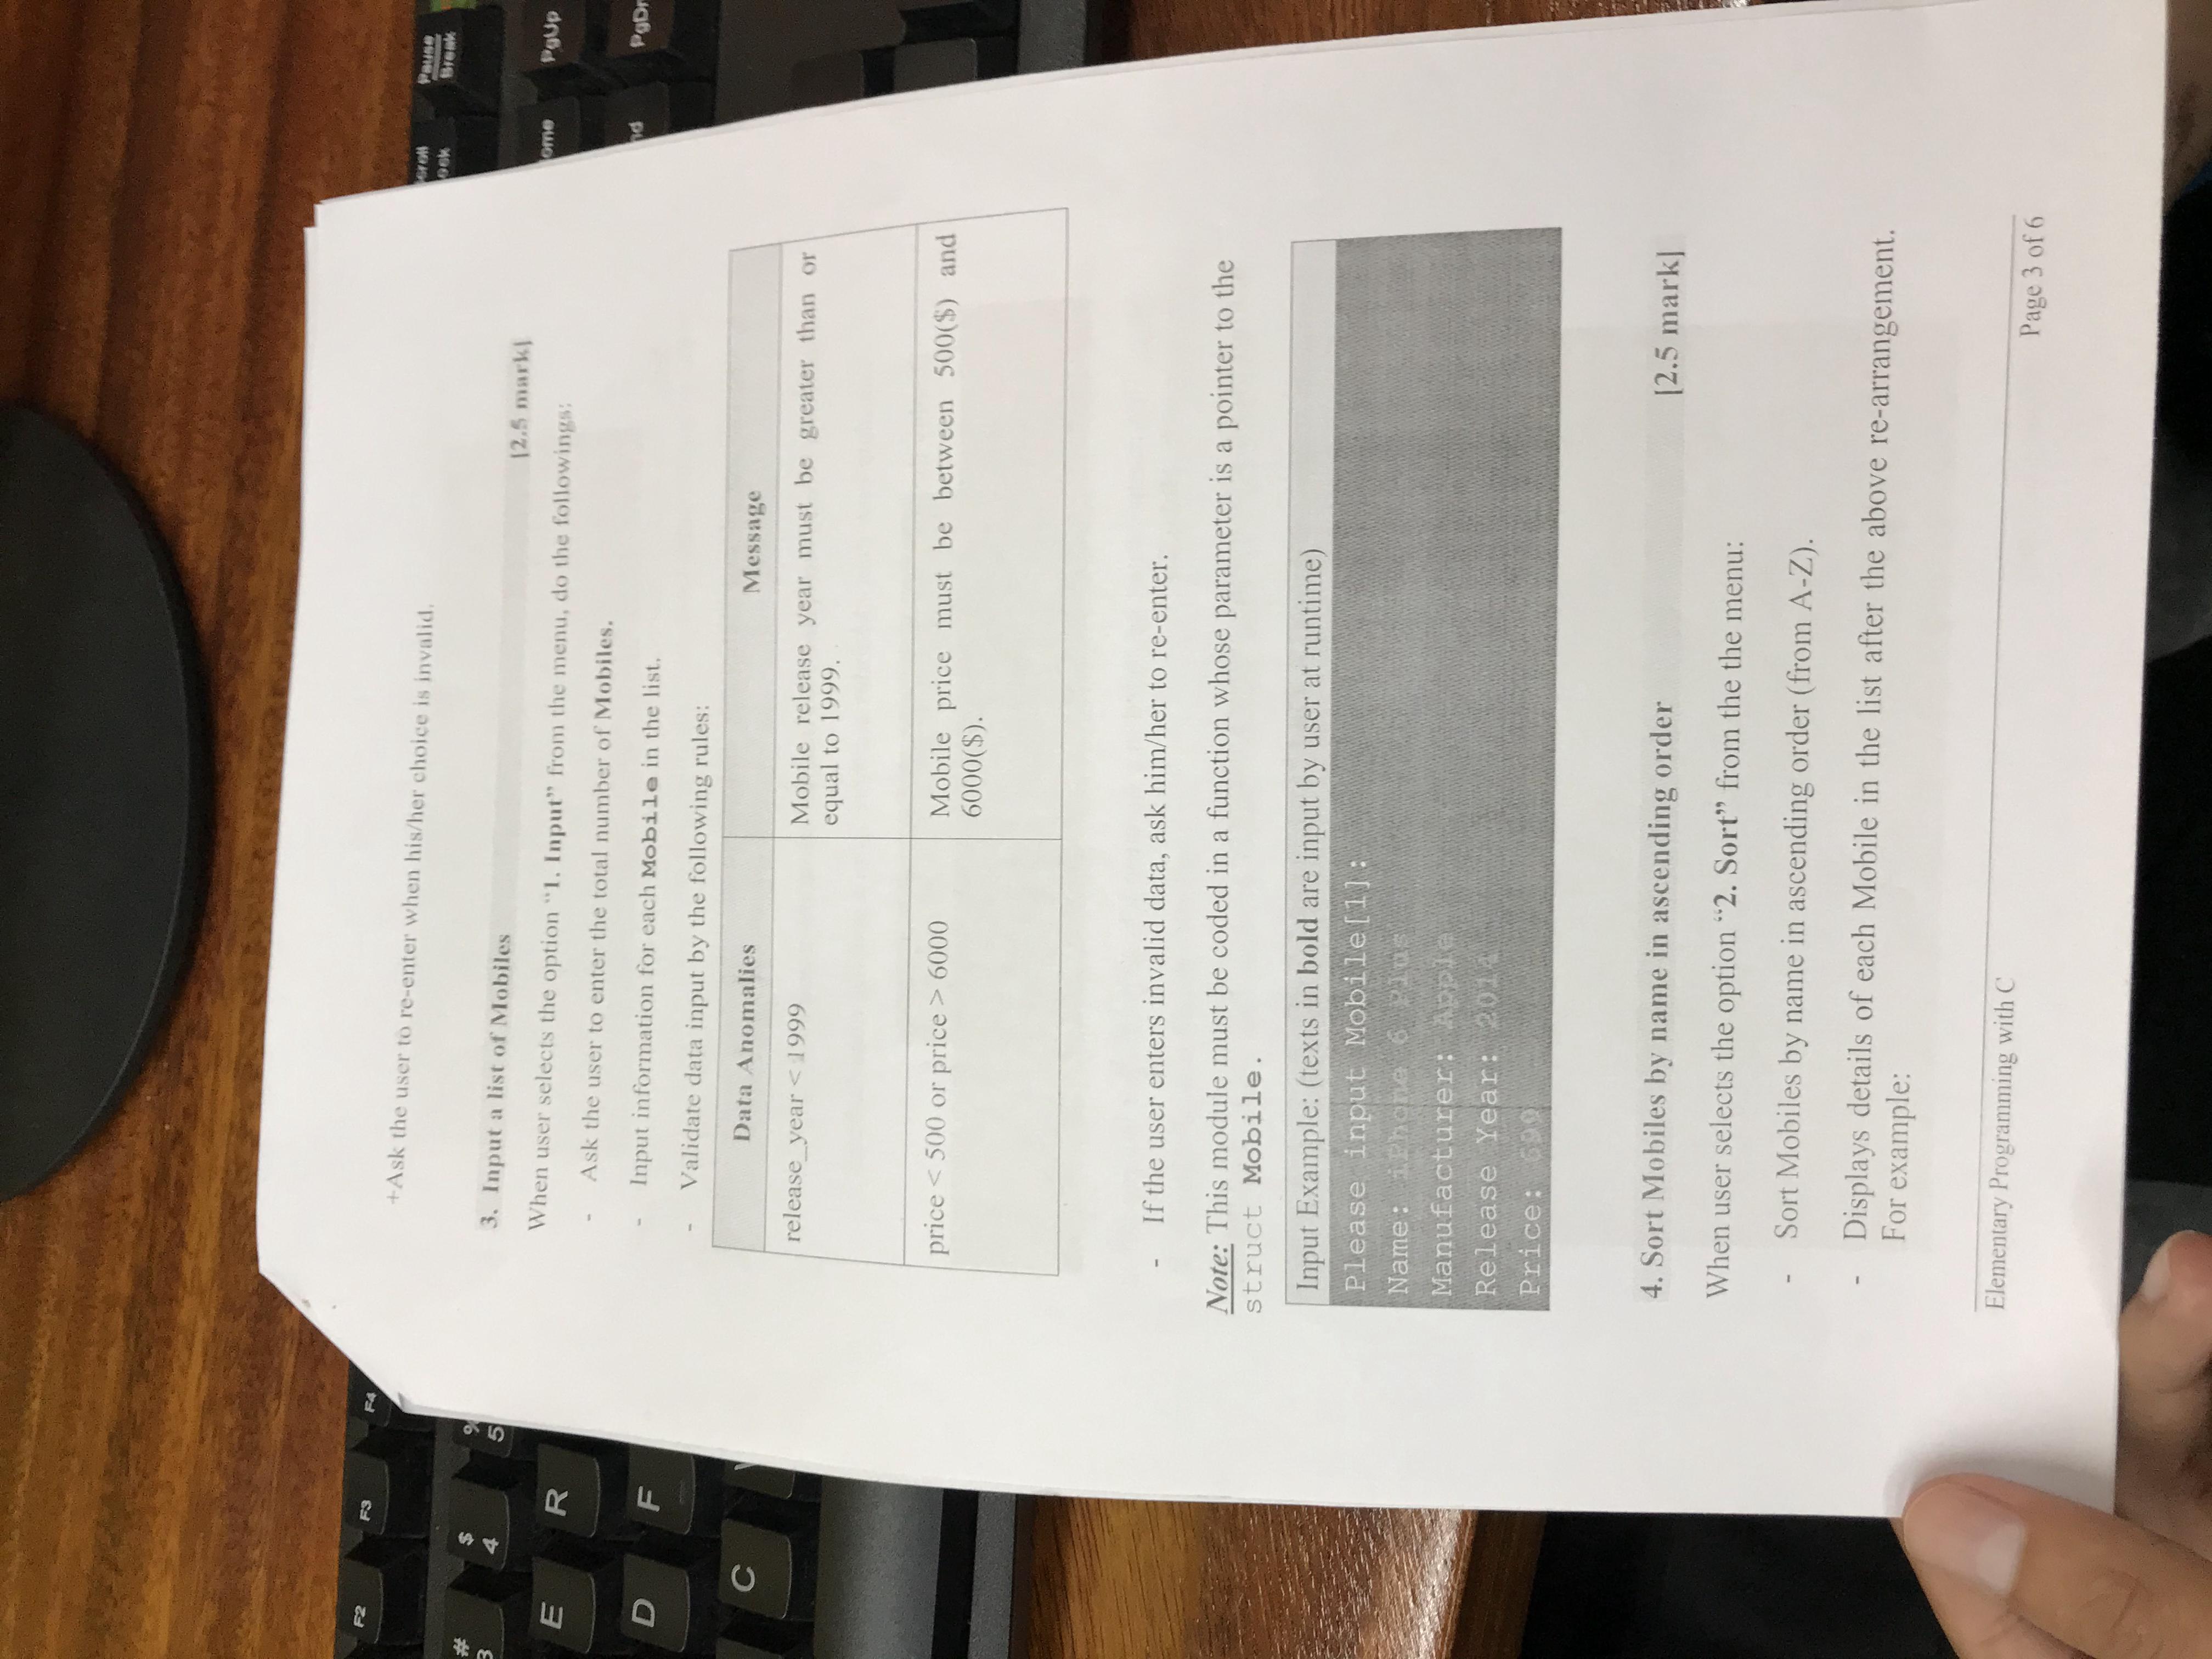 F2
F3
F4
#
3
$
4
%
5
E
R
D
F
C
Pause
Break
PgUp
+Ask the user to re-enter when his/her choice is invalid.
3. Input a list of Mobiles [2.5 mark]
When user selects the option “1. Input” from the menu, do the followings:
- Ask the user to enter the total number of Mobiles.
- Input information for each Mobile in the list.
- Validate data input by the following rules:
Data Anomalies Message
release_year < 1999 Mobile release year must be greater than or
equal to 1999.
price < 500 or price > 6000 Mobile price must be between 500($) and
6000($).
- If the user enters invalid data, ask him/her to re-enter.
Note: This module must be coded in a function whose parameter is a pointer to the
struct Mobile.
Input Example: (texts in bold are input by user at runtime)
Please input Mobile[1]:
Name: iPhone 6 Plus
Manufacturer: Apple
Release Year: 2014
Price: 699
4. Sort Mobiles by name in ascending order [2.5 mark]
When user selects the option “2. Sort” from the the menu:
- Sort Mobiles by name in ascending order (from A-Z).
- Displays details of each Mobile in the list after the above re-arrangement.
For example:
Elementary Programming with C
Page 3 of 6